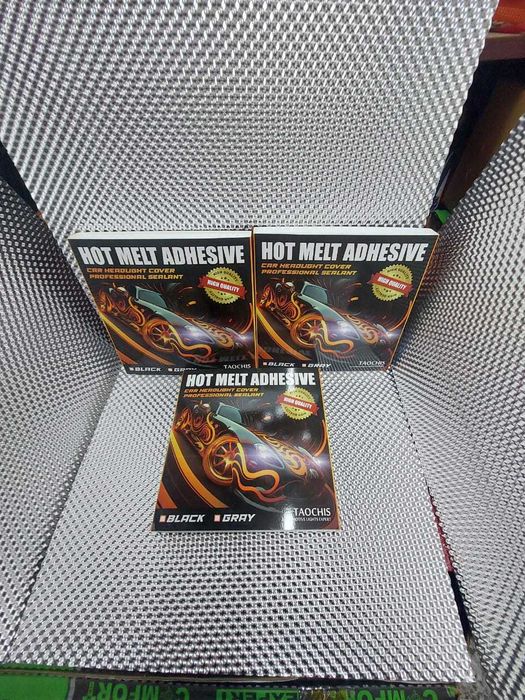 HOT MELT ADHESIVE
CAR HEADLIGHT COVER
PROFESSIONAL SEALANT
HIGH QUALITY
BLACK
GRAY
TAOCHIS
HOT MELT ADHESIVE
CAR HEADLIGHT COVER
PROFESSIONAL SEALANT
HIGH QUALITY
BLACK
GRAY
TAOCHIS
HOT MELT ADHESIVE
CAR HEADLIGHT COVER
PROFESSIONAL SEALANT
HIGH QUALITY
BLACK
GRAY
TAOCHIS
LIGHTS EXPERT